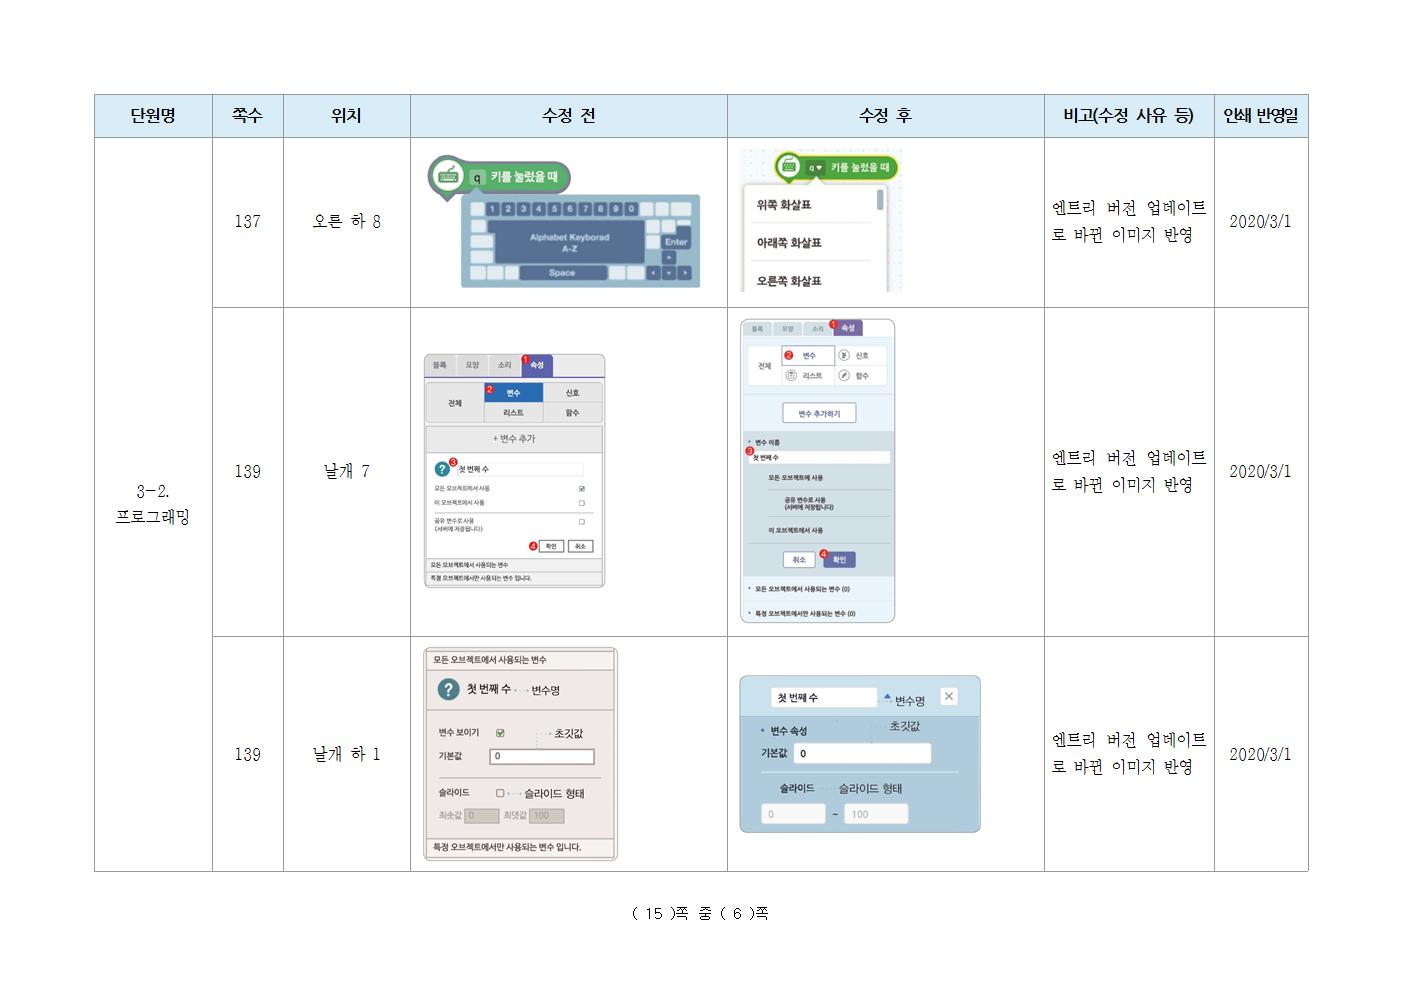 단원명 쪽수 위치 수정 전 수정 후 비고(수정 사유 등) 인쇄 반영일
3-2.
프로그래밍
137 오른 하 8
q 키를 눌렀을 때
1 2 3 4 5 6 7 8 9 0
Alphabet Keyborad
A-Z
Enter
Space
q 키를 눌렀을 때
위쪽 화살표
아래쪽 화살표
오른쪽 화살표
엔트리 버전 업데이트
로 바뀐 이미지 반영
2020/3/1
139 날개 7
블록 모양 소리 1 속성
전체 2 변수 신호
리스트 함수
+ 변수 추가
? 3 첫 번째 수
모든 오브젝트에서 사용
이 오브젝트에서 사용
공유 변수로 사용
(서버에 저장됩니다)
4 확인 취소
모든 오브젝트에서 사용되는 변수
특정 오브젝트에서만 사용되는 변수 입니다.
블록 모양 소리 1 속성
전체 2 변수 신호
리스트 함수
변수 추가하기
변수 이름
3 첫 번째 수
모든 오브젝트에 사용
공유 변수로 사용
(서버에 저장됩니다)
이 오브젝트에서 사용
취소 4 확인
모든 오브젝트에서 사용되는 변수 (0)
특정 오브젝트에서만 사용되는 변수 (0)
엔트리 버전 업데이트
로 바뀐 이미지 반영
2020/3/1
139 날개 하 1
모든 오브젝트에서 사용되는 변수
? 첫 번째 수 변수명
변수 보이기 초깃값
기본값 0
슬라이드 슬라이드 형태
최솟값 0 최댓값 100
특정 오브젝트에서만 사용되는 변수 입니다.
첫 번째 수 변수명 ×
변수 속성 초깃값
기본값 0
슬라이드 슬라이드 형태
0 ~ 100
엔트리 버전 업데이트
로 바뀐 이미지 반영
2020/3/1
( 15 )쪽 중 ( 6 )쪽